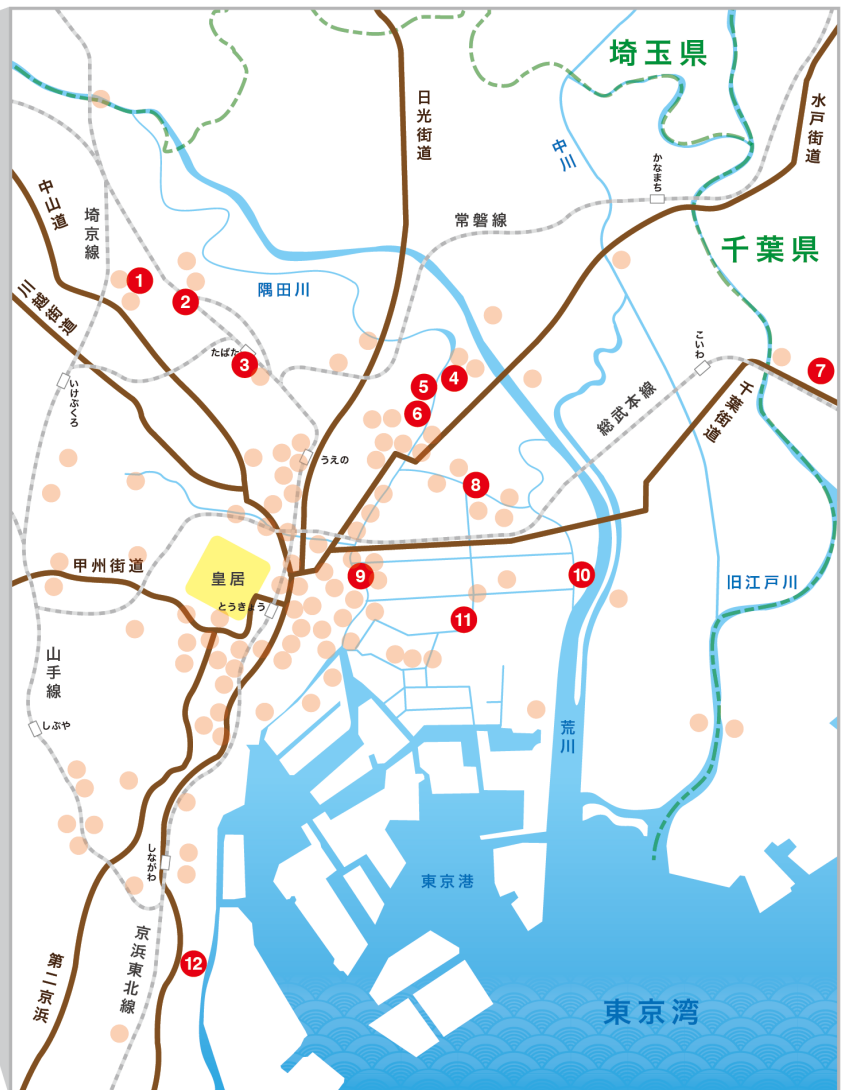 埼玉県
日光街道
水戸街道
中川
かなまち
中山道
埼京線
常磐線
千葉県
川越街道
隅田川
1
2
たばた
3
こいわ
7
いけぶくろ
5
4
6
総武本線
千葉街道
うえの
8
甲州街道
皇居
とうきょう
9
10
旧江戸川
11
山手線
しぶや
荒川
しながわ
東京港
第二京浜
京浜東北線
12
東京湾